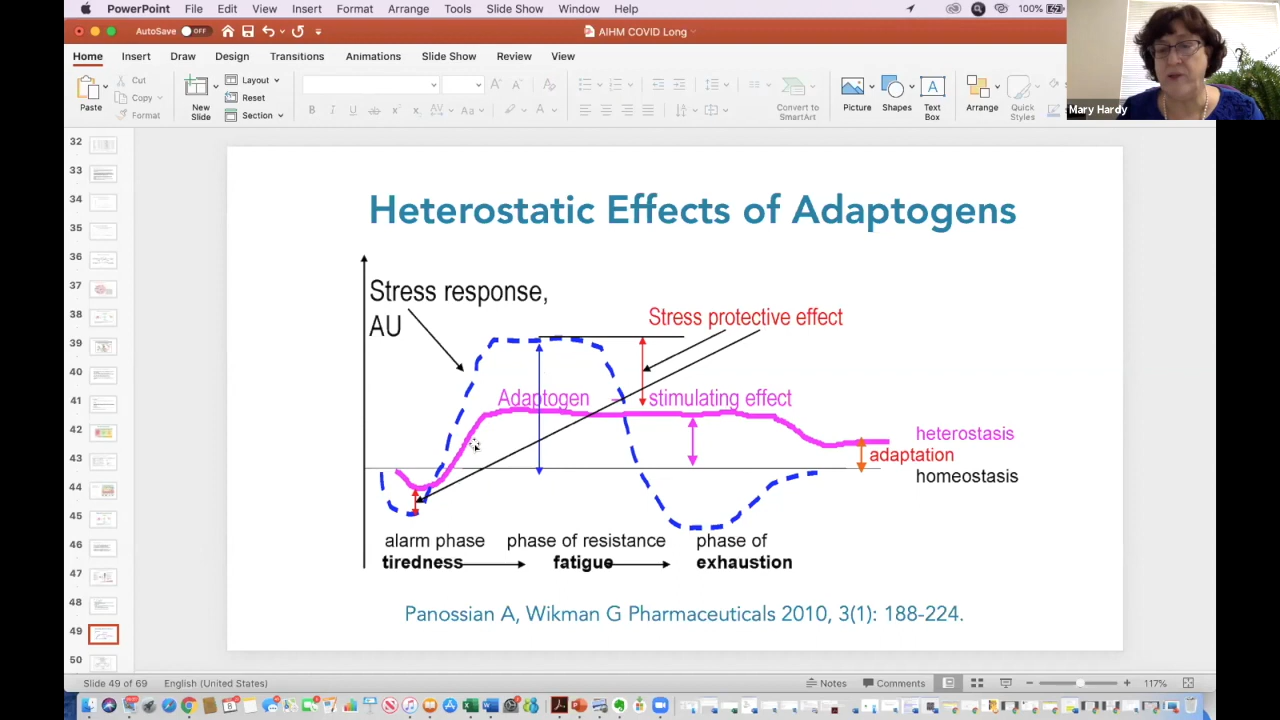 PowerPoint File Edit View Insert Format Arrange Tools Slide Show Window Help 100%
AutoSave OFF AIHM COVID Long
Home Insert Draw Design Transitions Animations Slide Show Review View
Paste Cut Copy Format
New Slide Layout Reset Section
Convert to SmartArt
Picture Shapes Text Box Arrange Quick Styles
Mary Hardy
32
33
34
35
36
37
38
39
40
41
42
43
44
45
46
47
48
49
50
Heterostatic Effects of Adaptogens
Stress response,
AU
Stress protective effect
Adaptogen – stimulating effect
heterostasis
adaptation
homeostasis
alarm phase phase of resistance phase of
tiredness fatigue exhaustion
Panossian A, Wikman G Pharmaceuticals 2010, 3(1): 188-224.
Slide 49 of 69 English (United States) Notes Comments 117%